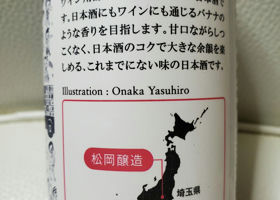 です。日本酒にもワインにも通じるバナナの
ような香りを目指します。甘口ながらしつ
こくなく、日本酒のコクで大きな余韻を楽
しめる、これまでにない味の日本酒です。
Illustration : Onaka Yasuhiro
松岡醸造
埼玉県